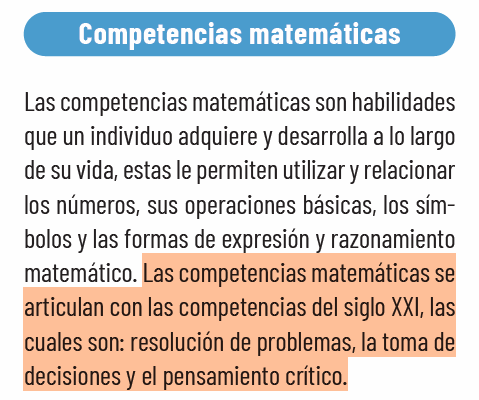 Competencias matemáticas
Las competencias matemáticas son habilidades
que un individuo adquiere y desarrolla a lo largo
de su vida, estas le permiten utilizar y relacionar
los números, sus operaciones básicas, los sím-
bolos y las formas de expresión y razonamiento
matemático. Las competencias matemáticas se
articulan con las competencias del siglo XXI, las
cuales son: resolución de problemas, la toma de
decisiones y el pensamiento crítico.